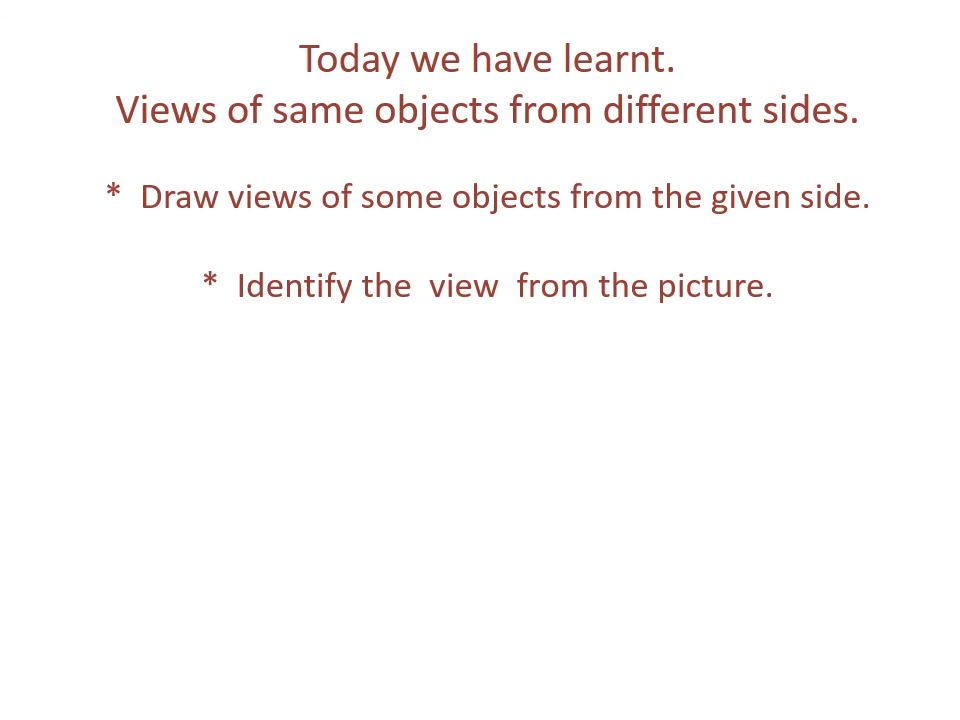 Today we have learnt.
Views of same objects from different sides.
* Draw views of some objects from the given side.
* Identify the  view  from the picture.